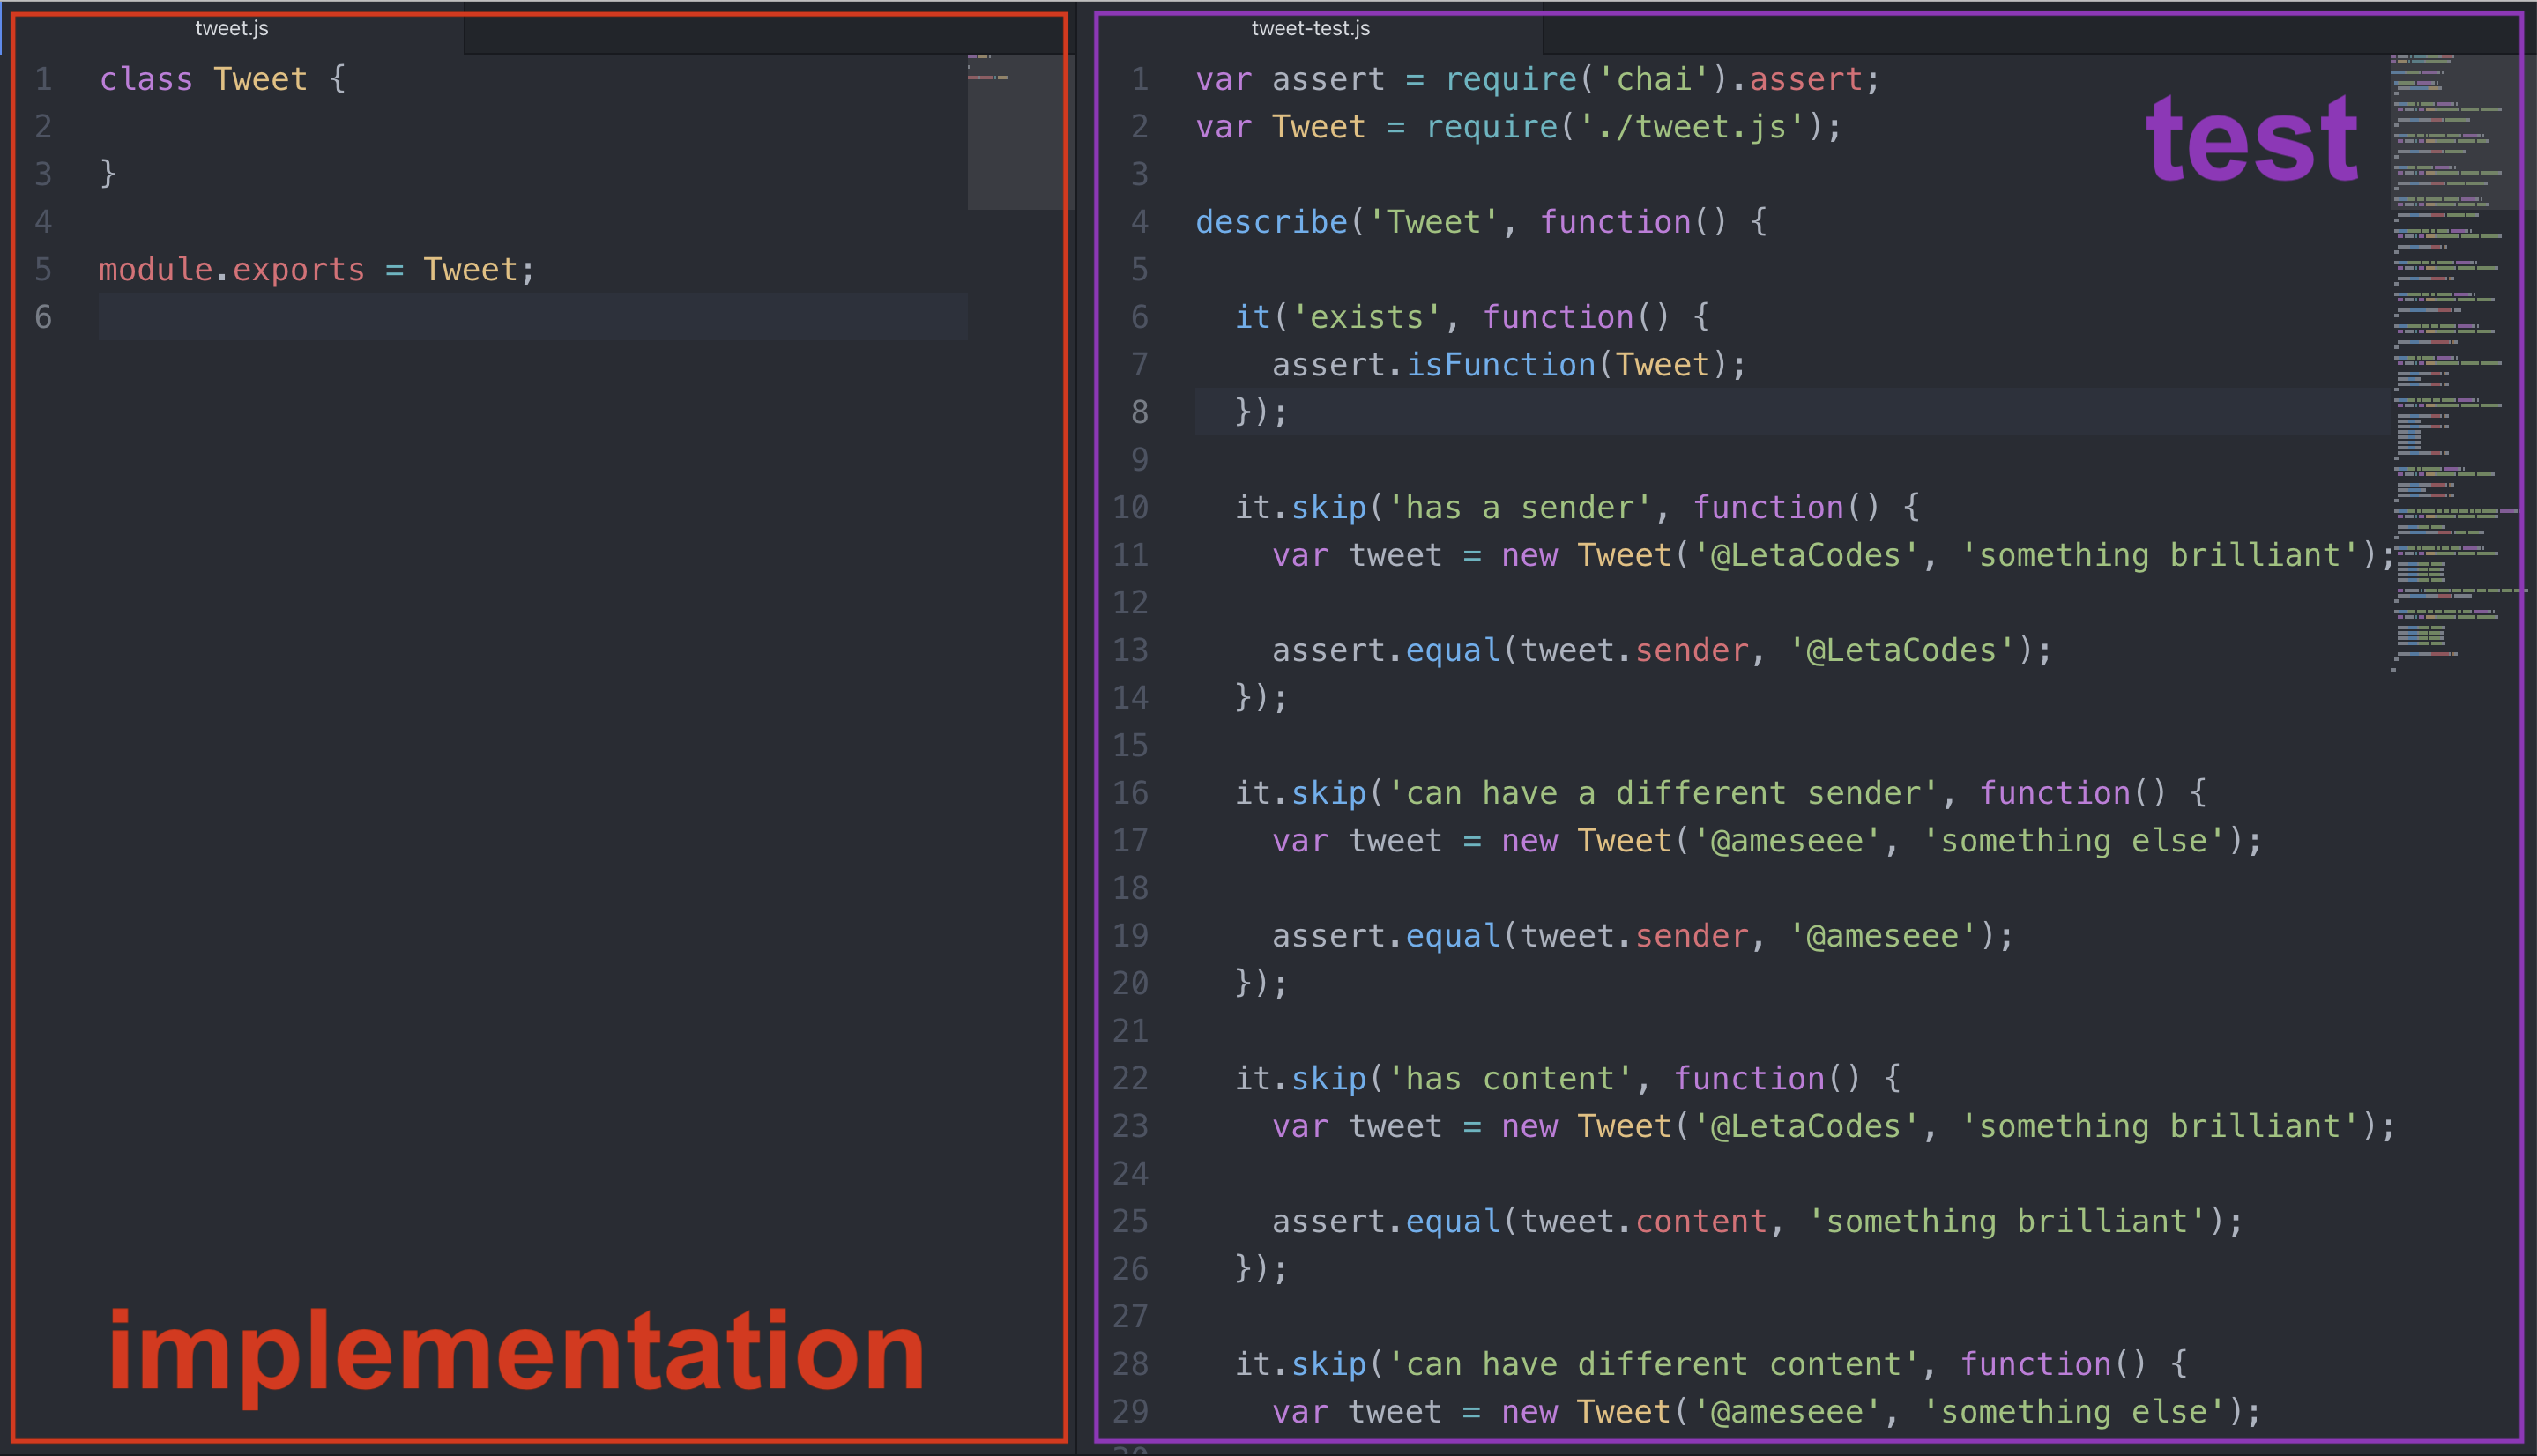 tweet.js
1 class Tweet {
2
3 }
4
5 module.exports = Tweet;
6
implementation
tweet-test.js
test
1 var assert = require('chai').assert;
2 var Tweet = require('./tweet.js');
3
4 describe('Tweet', function() {
5
6   it('exists', function() {
7     assert.isFunction(Tweet);
8   });
9
10   it.skip('has a sender', function() {
11     var tweet = new Tweet('@LetaCodes', 'something brilliant');
12
13     assert.equal(tweet.sender, '@LetaCodes');
14   });
15
16   it.skip('can have a different sender', function() {
17     var tweet = new Tweet('@ameseee', 'something else');
18
19     assert.equal(tweet.sender, '@ameseee');
20   });
21
22   it.skip('has content', function() {
23     var tweet = new Tweet('@LetaCodes', 'something brilliant');
24
25     assert.equal(tweet.content, 'something brilliant');
26   });
27
28   it.skip('can have different content', function() {
29     var tweet = new Tweet('@ameseee', 'something else');